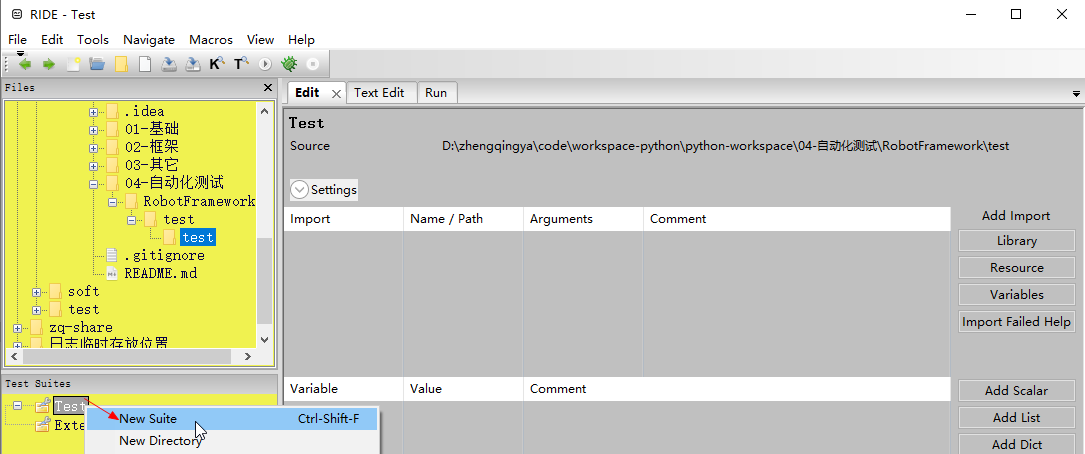 RIDE - Test
File Edit Tools Navigate Macros View Help
K T
Files
.idea
01-基础
02-框架
03-其它
04-自动化测试
RobotFramework
test
test
.gitignore
README.md
soft
test
zq-share
日志临时存放位置
Test Suites
Test
Exte
New Suite Ctrl-Shift-F
New Directory
Edit Text Edit Run
Test
Source D:\zhengqingya\code\workspace-python\python-workspace\04-自动化测试\RobotFramework\test
Settings
Import Name / Path Arguments Comment
Add Import
Library
Resource
Variables
Import Failed Help
Variable Value Comment
Add Scalar
Add List
Add Dict